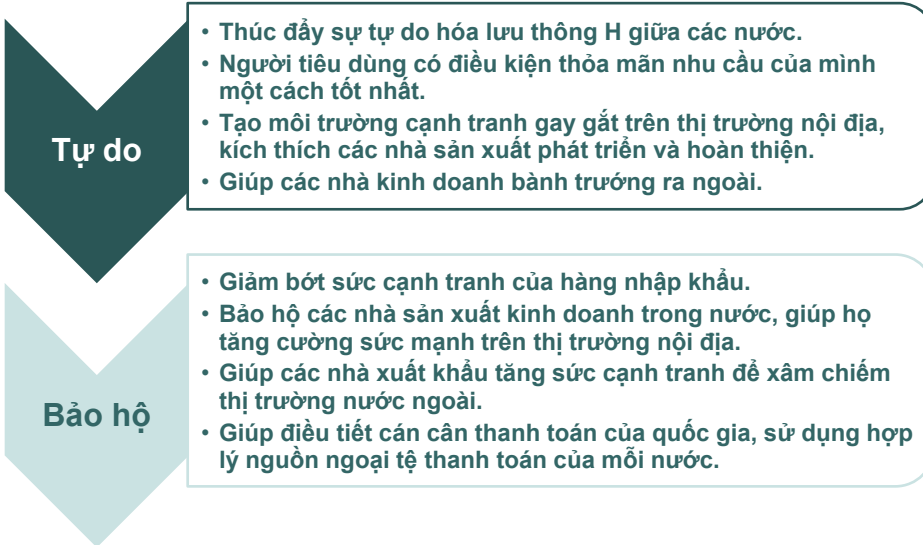 Tự do
• Thúc đẩy sự tự do hóa lưu thông H giữa các nước.
• Người tiêu dùng có điều kiện thỏa mãn nhu cầu của mình
một cách tốt nhất.
• Tạo môi trường cạnh tranh gay gắt trên thị trường nội địa,
kích thích các nhà sản xuất phát triển và hoàn thiện.
• Giúp các nhà kinh doanh bành trướng ra ngoài.
Bảo hộ
• Giảm bớt sức cạnh tranh của hàng nhập khẩu.
• Bảo hộ các nhà sản xuất kinh doanh trong nước, giúp họ
tăng cường sức mạnh trên thị trường nội địa.
• Giúp các nhà xuất khẩu tăng sức cạnh tranh để xâm chiếm
thị trường nước ngoài.
• Giúp điều tiết cán cân thanh toán của quốc gia, sử dụng hợp
lý nguồn ngoại tệ thanh toán của mỗi nước.